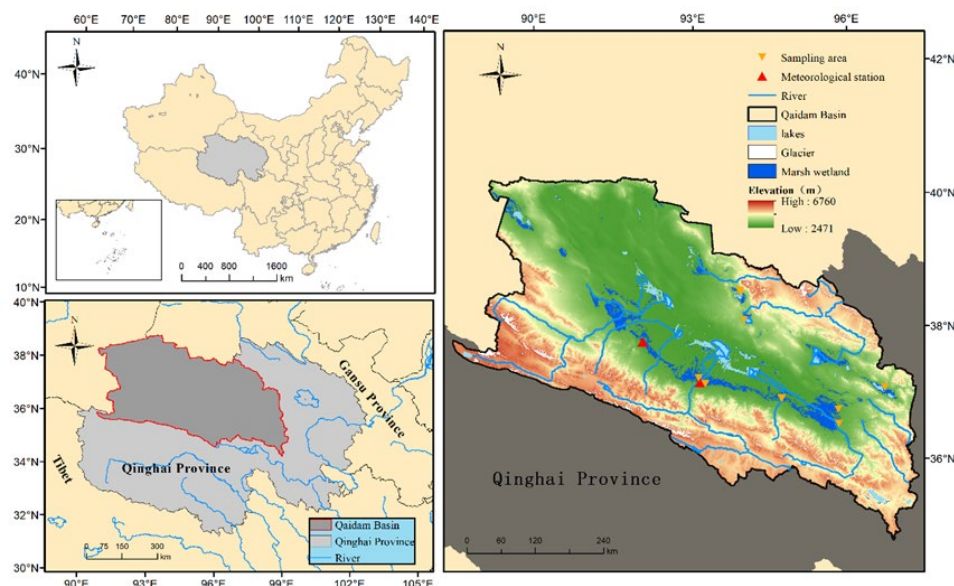 60°E 70°E 80°E 90°E 100°E 110°E 120°E 130°E 140°E
N
40°N
30°N
20°N
10°N
0 400 800 1600
km
40°N
38°N
36°N
34°N
32°N
30°N
N
Gansu Province
Tibet
Qinghai Province
Qaidam Basin
Qinghai Province
River
0 75 150 300
km
90°E 93°E 96°E 99°E 102°E 105°E
90°E 93°E 96°E
N
42°N
40°N
38°N
36°N
Sampling area
Meteorological station
River
Qaidam Basin
lakes
Glacier
Marsh wetland
Elevation（m）
High : 6760
Low : 2471
Qinghai Province
0 60 120 240
km